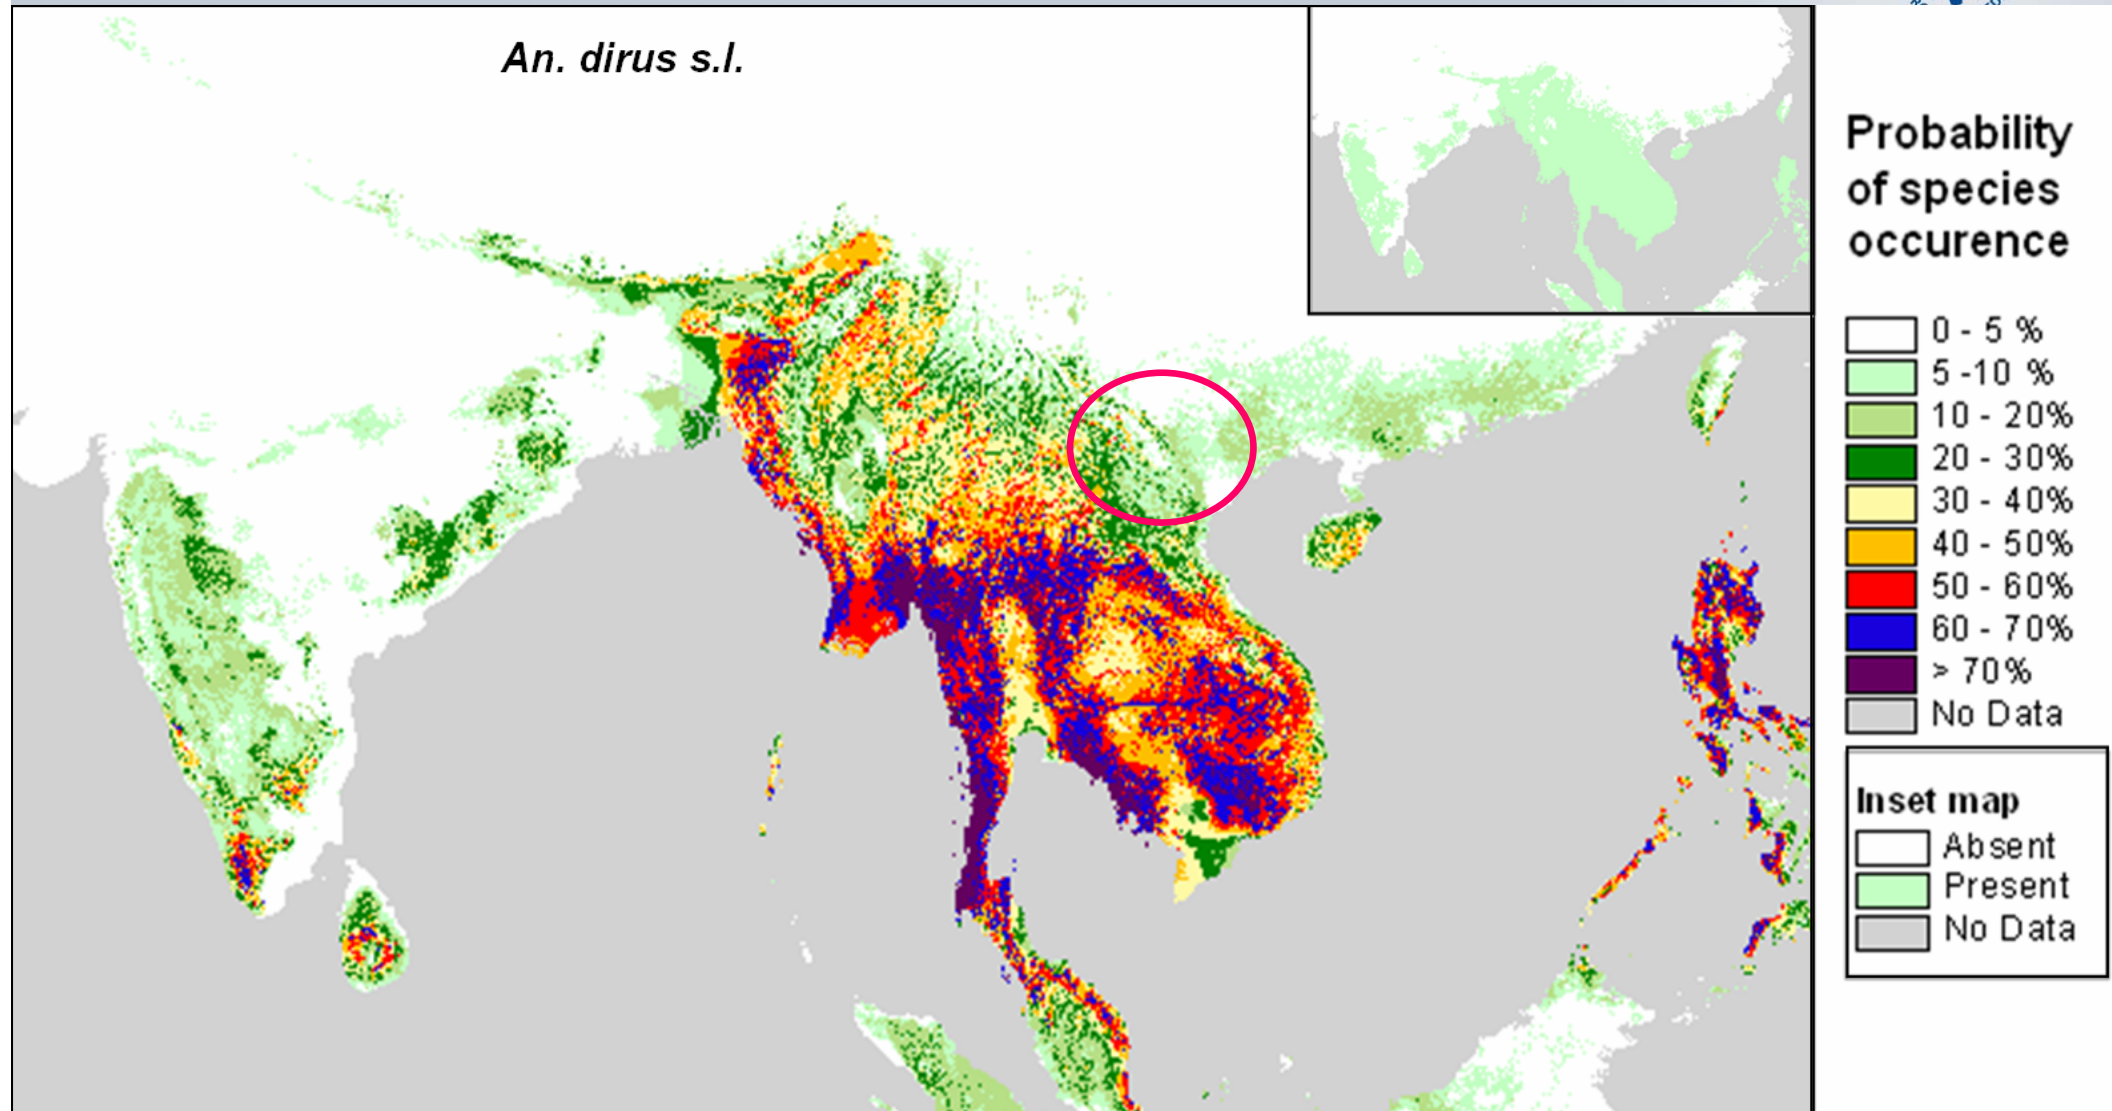 An. dirus s.l.
Probability
of species
occurence
0 - 5 %
5 -10 %
10 - 20%
20 - 30%
30 - 40%
40 - 50%
50 - 60%
60 - 70%
> 70%
No Data
Inset map
Absent
Present
No Data